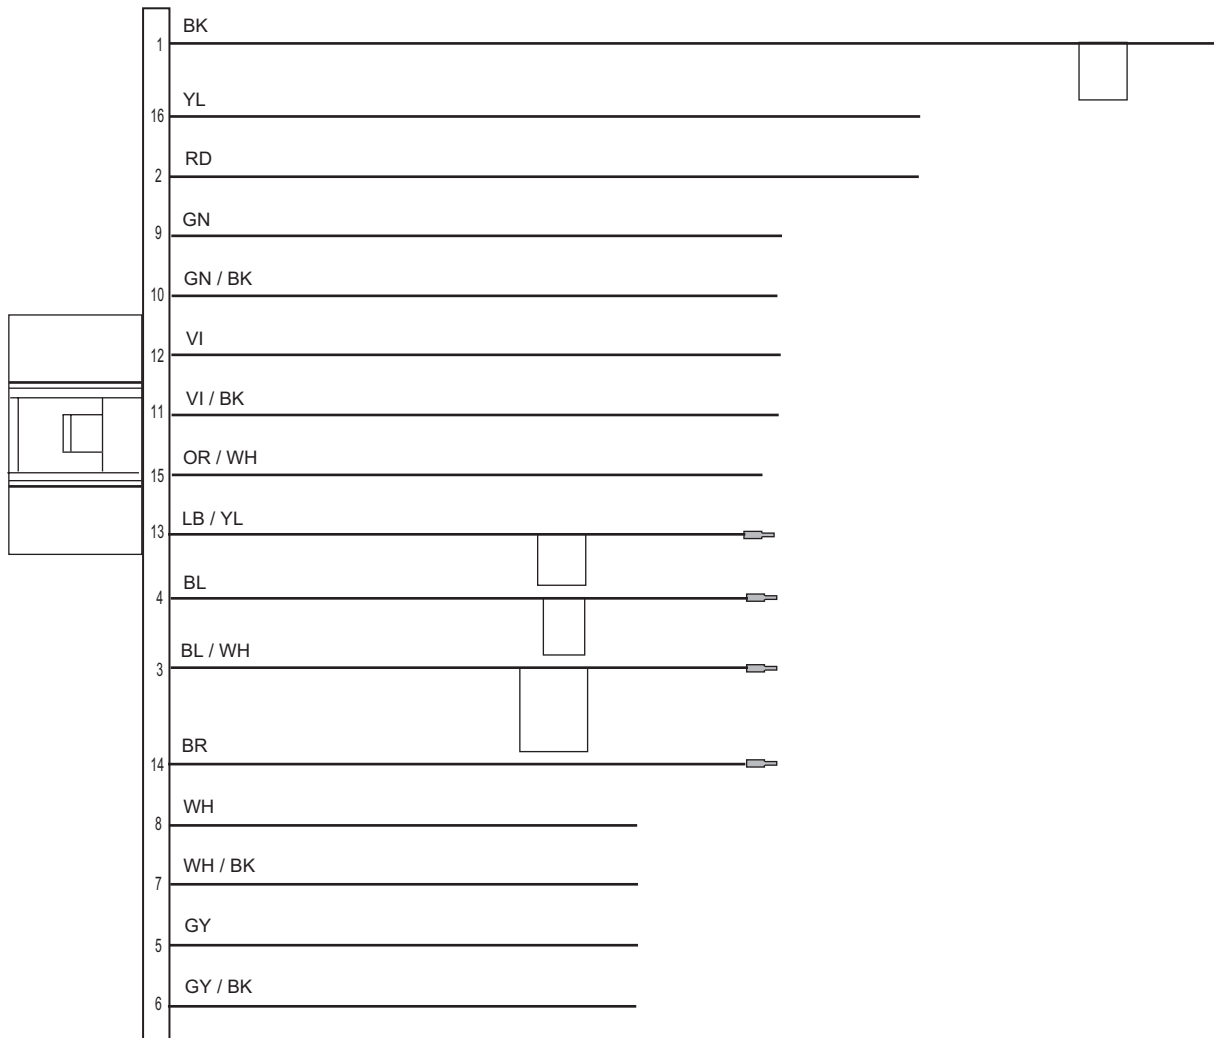 BK
1
YL
16
RD
2
GN
9
GN / BK
10
VI
12
VI / BK
11
OR / WH
15
LB / YL
13
BL
4
BL / WH
3
BR
14
WH
8
WH / BK
7
GY
5
GY / BK
6